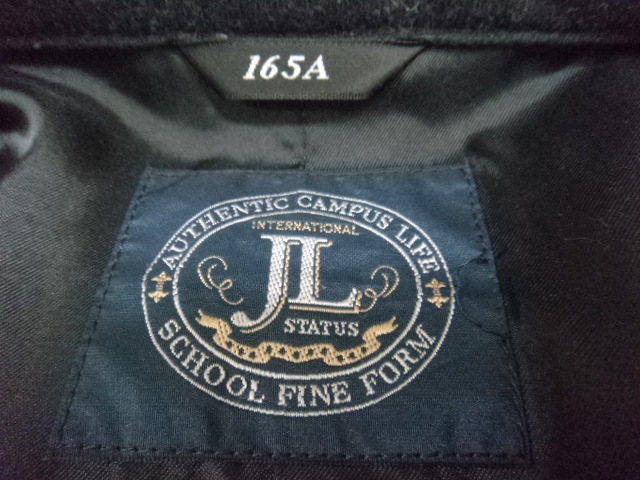 165A
AUTHENTIC CAMPUS LIFE
INTERNATIONAL
JL
STATUS
SCHOOL FINE FORM